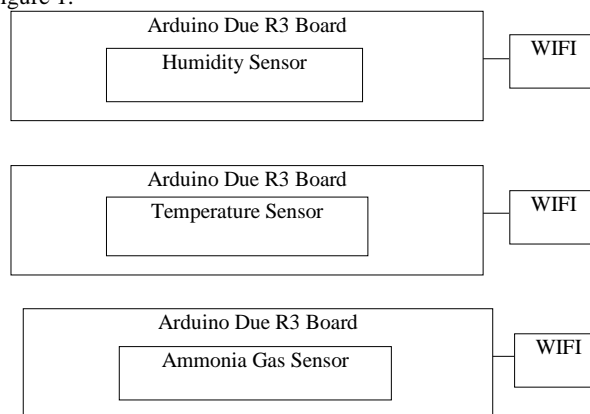 igure 1.
Arduino Due R3 Board
Humidity Sensor
WIFI
Arduino Due R3 Board
Temperature Sensor
WIFI
Arduino Due R3 Board
Ammonia Gas Sensor
WIFI